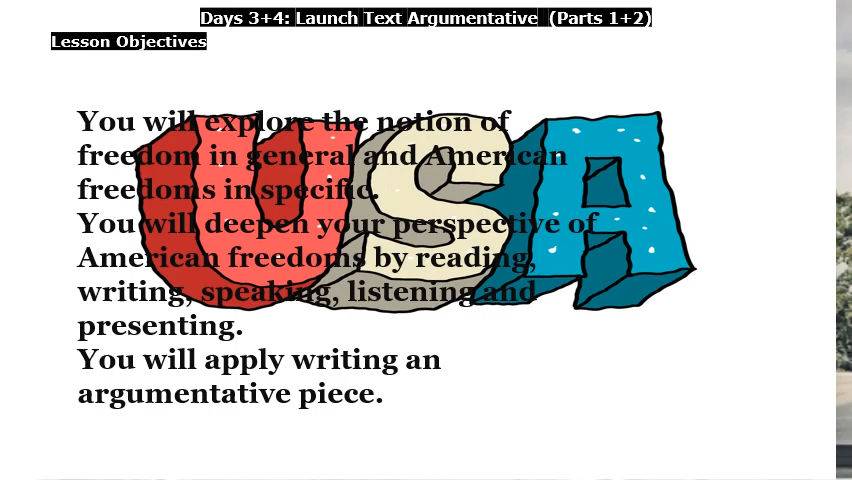 Days 3+4: Launch Text Argumentative (Parts 1+2)
Lesson Objectives
You will explore the notion of
freedom in general and American
freedoms in specific.
You will deepen your perspective of
American freedoms by reading,
writing, speaking, listening and
presenting.
You will apply writing an
argumentative piece.
USA